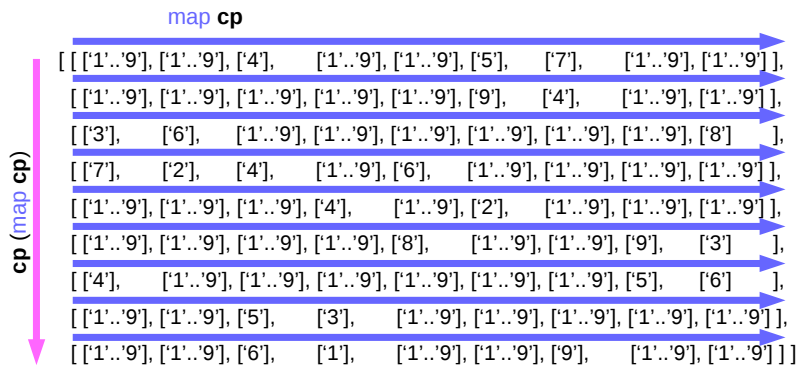 map cp
[ [ [‘1’..’9’], [‘1’..’9’], [‘4’], [‘1’..’9’], [‘1’..’9’], [‘5’], [‘7’], [‘1’..’9’], [‘1’..’9’] ],
[ [‘1’..’9’], [‘1’..’9’], [‘1’..’9’], [‘1’..’9’], [‘1’..’9’], [‘9’], [‘4’], [‘1’..’9’], [‘1’..’9’] ],
[ [‘3’], [‘6’], [‘1’..’9’], [‘1’..’9’], [‘1’..’9’], [‘1’..’9’], [‘1’..’9’], [‘1’..’9’], [‘8’] ],
[ [‘7’], [‘2’], [‘4’], [‘1’..’9’], [‘6’], [‘1’..’9’], [‘1’..’9’], [‘1’..’9’], [‘1’..’9’] ],
[ [‘1’..’9’], [‘1’..’9’], [‘1’..’9’], [‘4’], [‘1’..’9’], [‘2’], [‘1’..’9’], [‘1’..’9’], [‘1’..’9’] ],
[ [‘1’..’9’], [‘1’..’9’], [‘1’..’9’], [‘1’..’9’], [‘8’], [‘1’..’9’], [‘1’..’9’], [‘9’], [‘3’] ],
[ [‘4’], [‘1’..’9’], [‘1’..’9’], [‘1’..’9’], [‘1’..’9’], [‘1’..’9’], [‘1’..’9’], [‘5’], [‘6’] ],
[ [‘1’..’9’], [‘1’..’9’], [‘5’], [‘3’], [‘1’..’9’], [‘1’..’9’], [‘1’..’9’], [‘1’..’9’], [‘1’..’9’] ],
[ [‘1’..’9’], [‘1’..’9’], [‘6’], [‘1’], [‘1’..’9’], [‘1’..’9’], [‘9’], [‘1’..’9’], [‘1’..’9’] ] ]
cp (map cp)